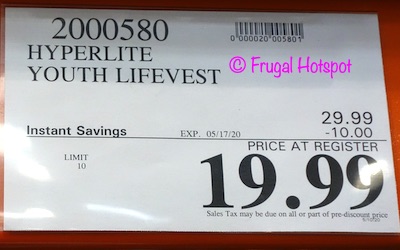 2000580
0000020005801
HYPERLITE
YOUTH LIFEVEST
© Frugal Hotspot
29.99
Instant Savings EXP. 05/17/20 -10.00
PRICE AT REGISTER
LIMIT
10
19.99
Sales Tax may be due on all or part of pre-discount price